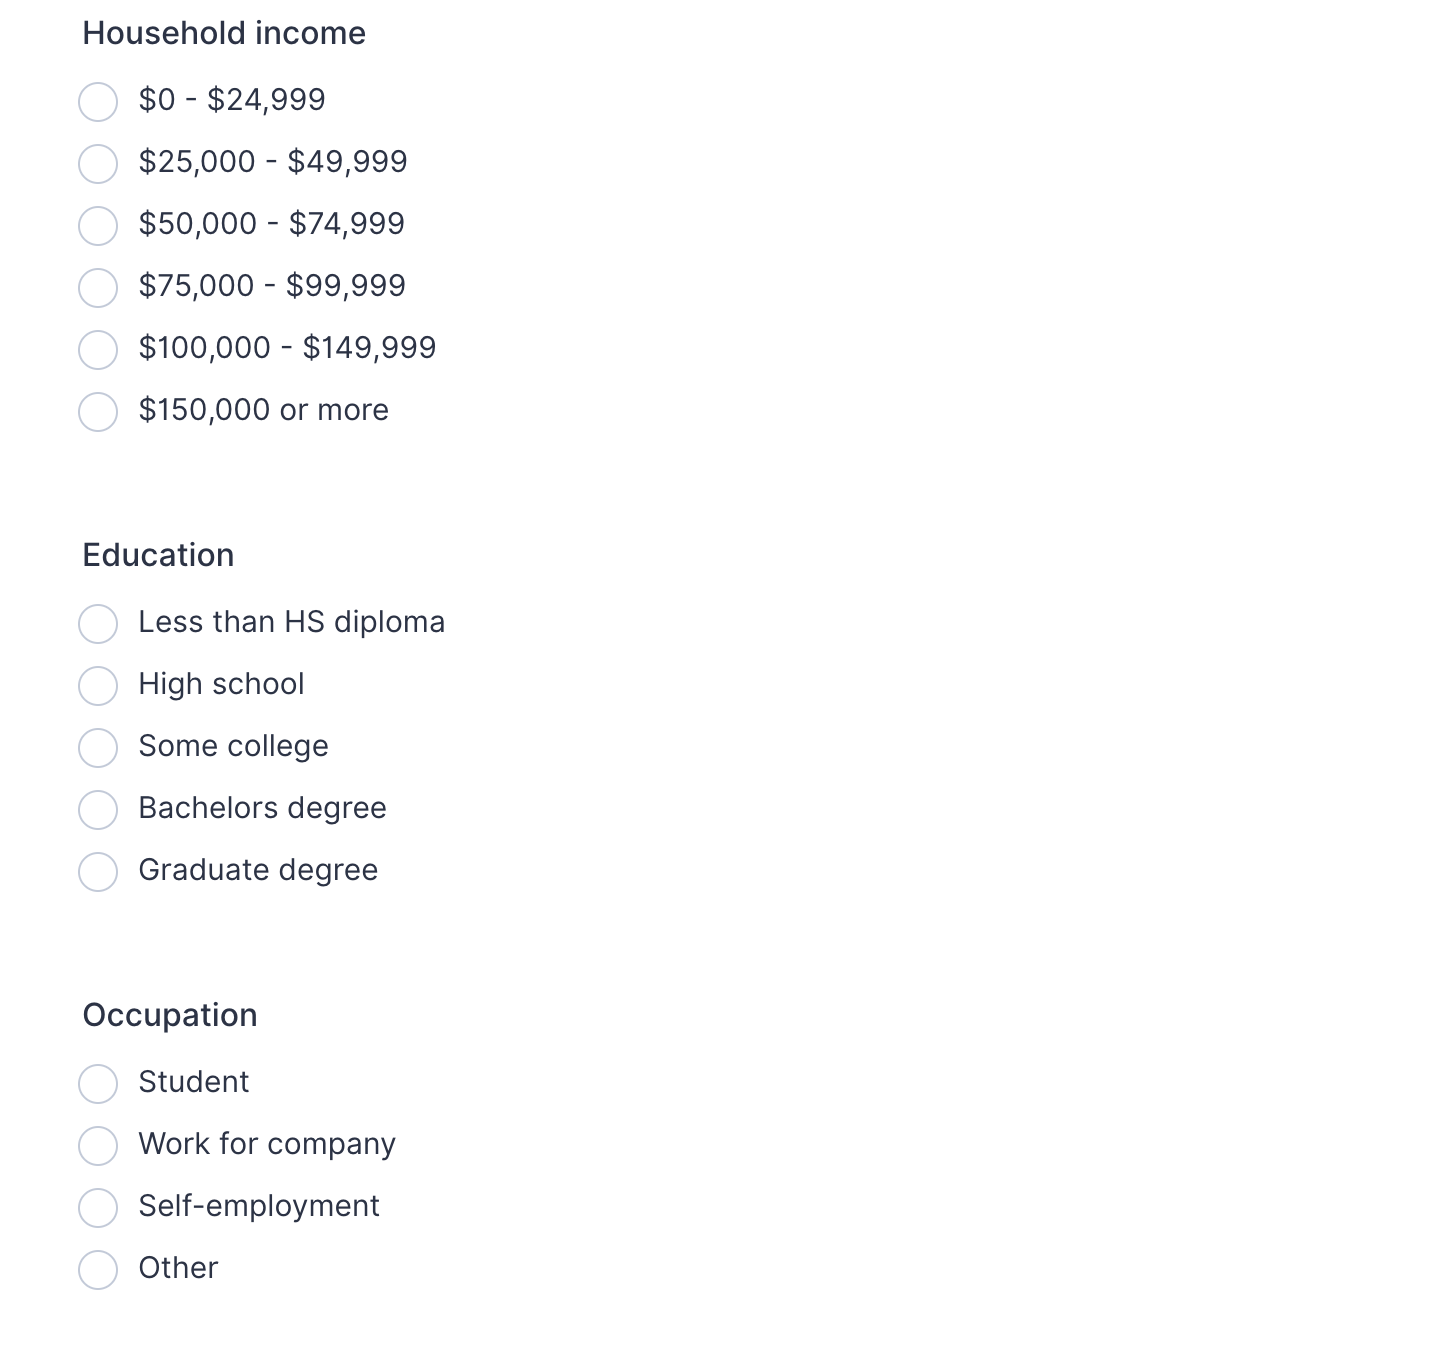 Household income
$0 - $24,999
$25,000 - $49,999
$50,000 - $74,999
$75,000 - $99,999
$100,000 - $149,999
$150,000 or more
Education
Less than HS diploma
High school
Some college
Bachelors degree
Graduate degree
Occupation
Student
Work for company
Self-employment
Other